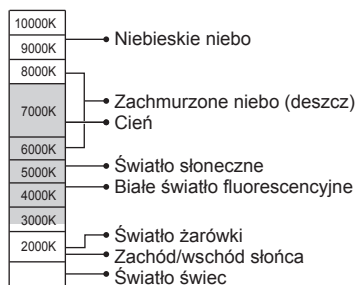 10000K
9000K
Niebieskie niebo
8000K
Zachmurzone niebo (deszcz)
7000K
Cień
6000K
5000K
Światło słoneczne
4000K
Białe światło fluorescencyjne
3000K
2000K
Światło żarówki
Zachód/wschód słońca
Światło świec